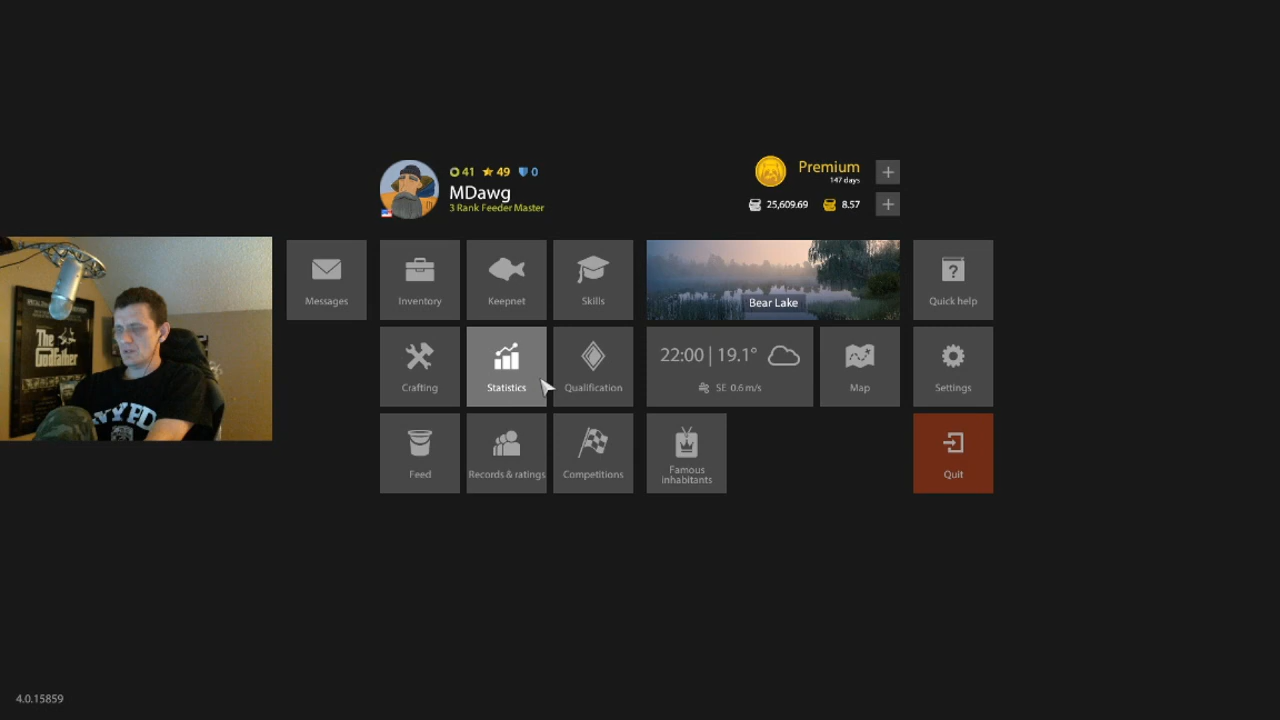 41 49 0
MDawg
3 Rank Feeder Master
Premium
147 days
25,609.69 8.57
The
Godfather
NYPD
Messages
Inventory
Keepnet
Skills
Bear Lake
Quick help
Crafting
Statistics
Qualification
22:00 | 19.1°
SE 0.6 m/s
Map
Settings
Feed
Records & ratings
Competitions
Famous
inhabitants
Quit
4.0.15859